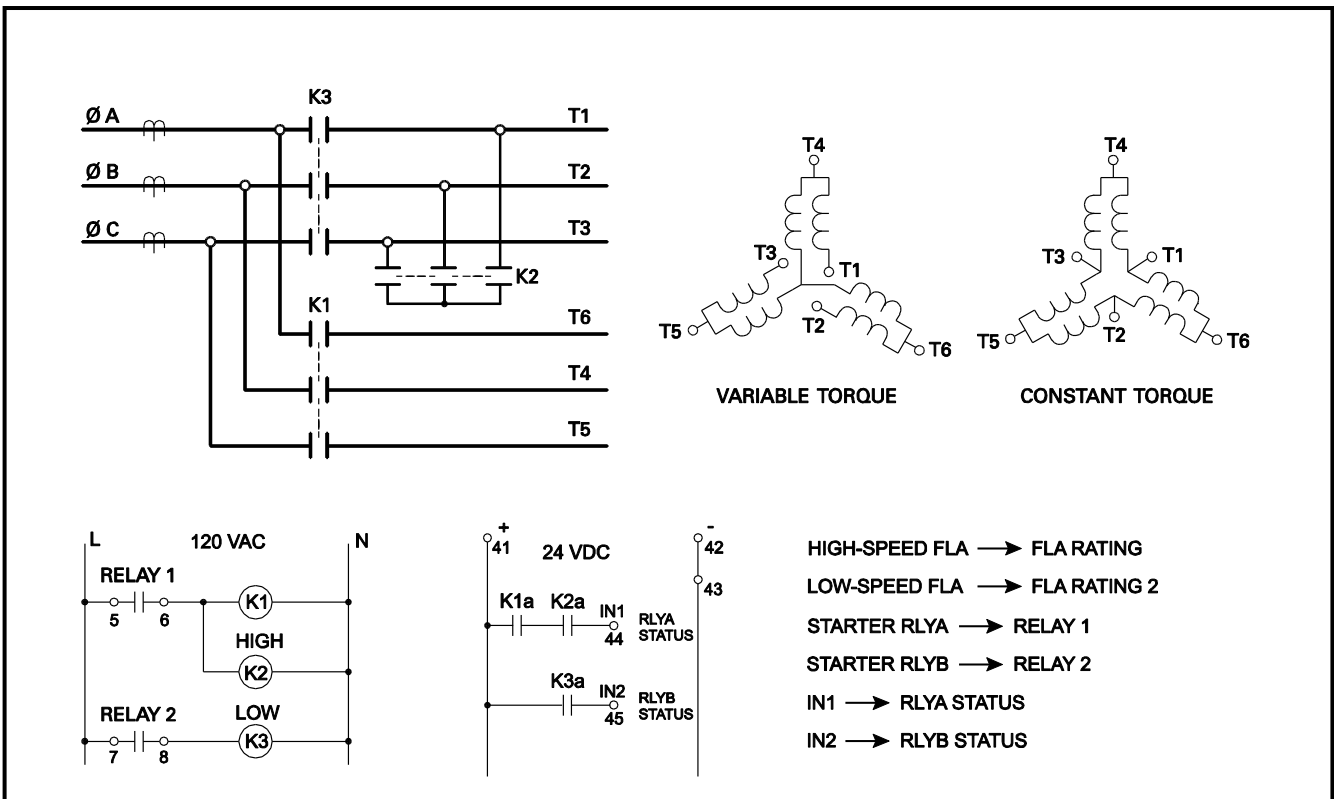 K3
Ø A
T1
Ø B
T2
Ø C
T3
K2
K1
T6
T4
T5
T4
T3
T1
T2
T5
T6
VARIABLE TORQUE
T4
T3
T1
T2
T5
T6
CONSTANT TORQUE
L
120 VAC
N
RELAY 1
5
6
K1
HIGH
K2
RELAY 2
LOW
7
8
K3
+
41
24 VDC
-
42
43
K1a
K2a
IN1
44
RLYA
STATUS
K3a
IN2
45
RLYB
STATUS
HIGH-SPEED FLA → FLA RATING
LOW-SPEED FLA → FLA RATING 2
STARTER RLYA → RELAY 1
STARTER RLYB → RELAY 2
IN1 → RLYA STATUS
IN2 → RLYB STATUS